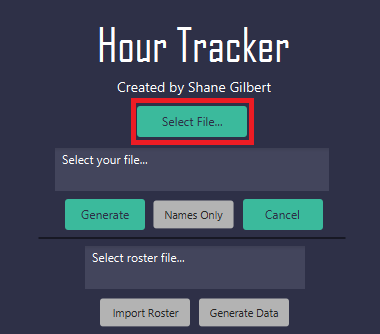 Hour Tracker
Created by Shane Gilbert
Select File...
Select your file...
Generate Names Only Cancel
Select roster file...
Import Roster Generate Data